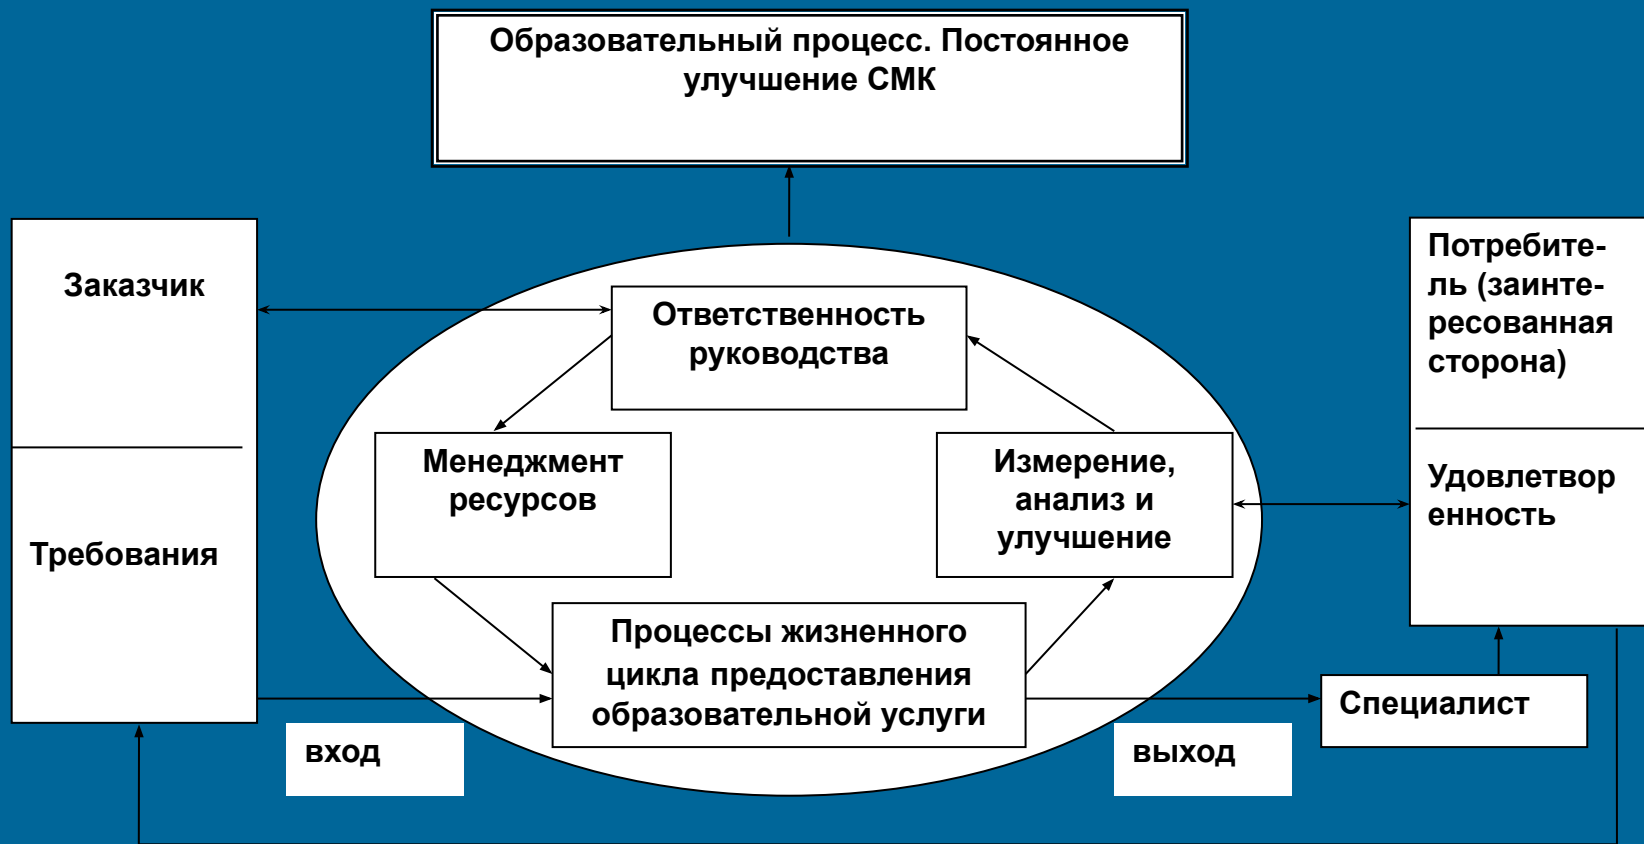 Образовательный процесс. Постоянное
улучшение СМК
Заказчик
Требования
Ответственность
руководства
Менеджмент
ресурсов
Измерение,
анализ и
улучшение
Процессы жизненного
цикла предоставления
образовательной услуги
вход
выход
Потребите-
ль (заинте-
ресованная
сторона)
Удовлетвор
енность
Специалист